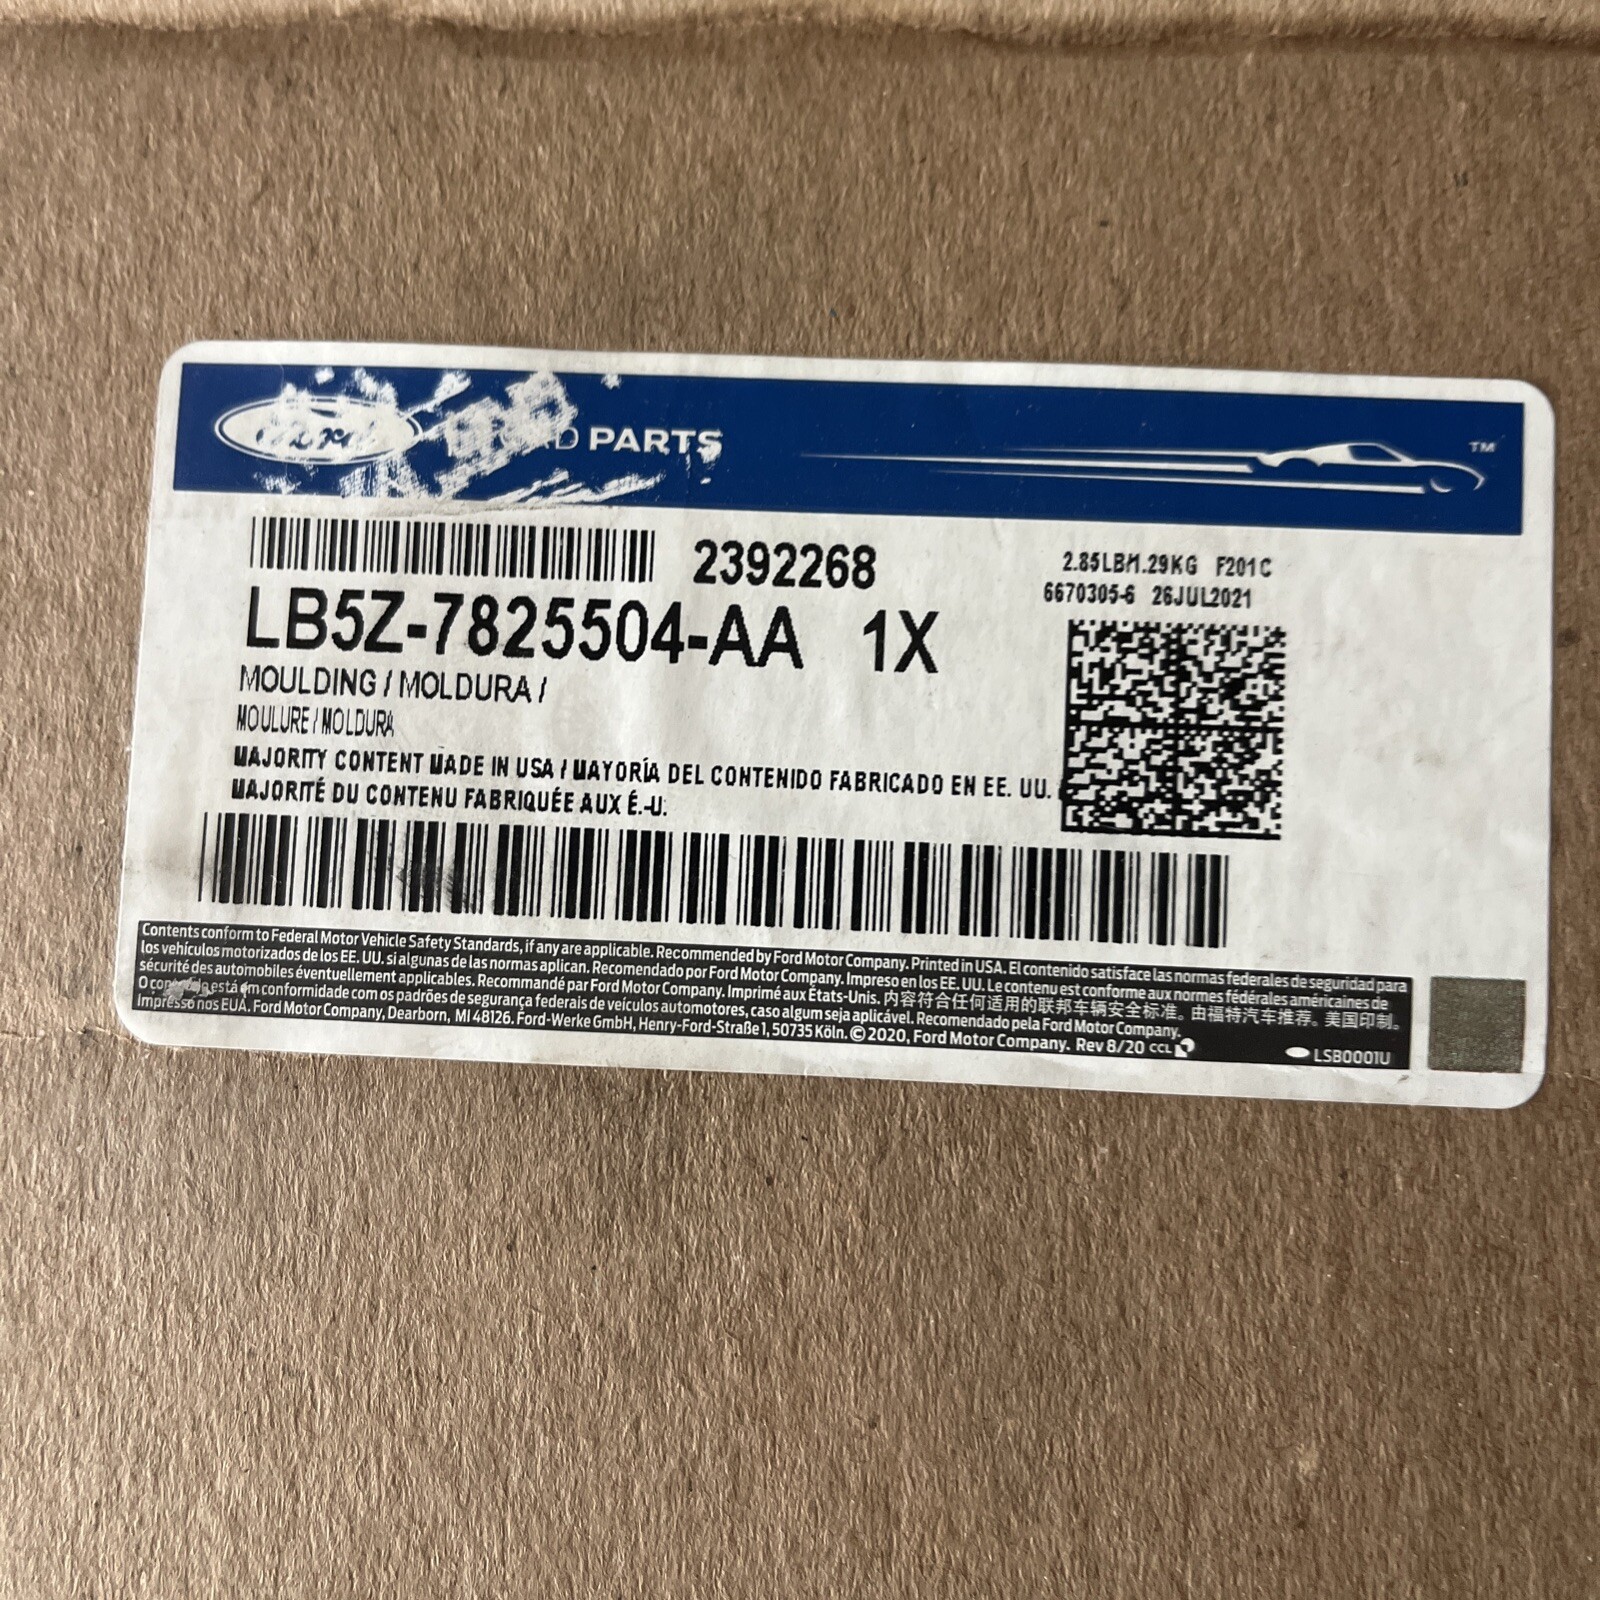 Ford PARTS TM
2392268
2.85LBM.29KG F201C
6670305-6 26JUL2021
LB5Z-7825504-AA 1X
MOULDING / MOLDURA /
MOULURE / MOLDURA
MAJORITY CONTENT MADE IN USA / MAYORÍA DEL CONTENIDO FABRICADO EN EE. UU.
MAJORITÉ DU CONTENU FABRIQUÉE AUX É.-U.
Contents conform to Federal Motor Vehicle Safety Standards, if any are applicable. Recommended by Ford Motor Company. Printed in USA. El contenido satisface las normas federales de seguridad para
los vehículos motorizados de los EE. UU. si algunas de las normas aplican. Recomendado por Ford Motor Company. Impreso en los EE. UU. Le contenu est conforme aux normes fédérales américaines de
sécurité des automobiles éventuellement applicables. Recommandé par Ford Motor Company. Imprimé aux États-Unis. 内容符合任何适用的联邦车辆安全标准。由福特汽车推荐。美国印制。
O está em conformidade com os padrões de segurança federais de veículos automotores, caso algum seja aplicável. Recomendado pela Ford Motor Company.
Impresso nos EUA. Ford Motor Company, Dearborn, MI 48126. Ford-Werke GmbH, Henry-Ford-Straße 1, 50735 Köln. © 2020, Ford Motor Company. Rev 8/20 CCL
LSB0001U